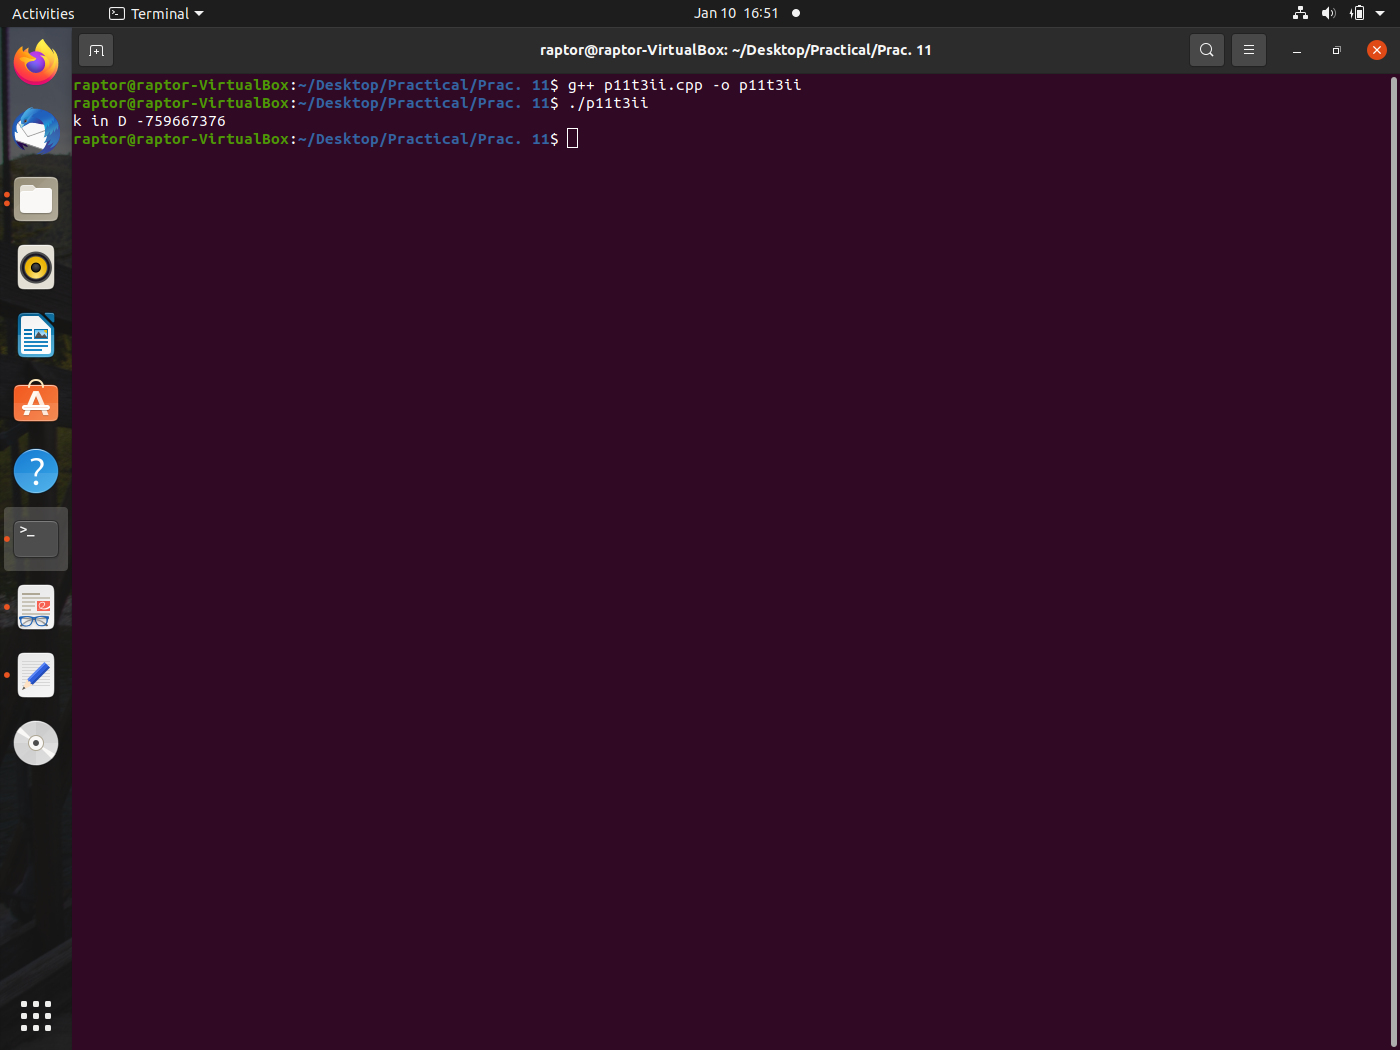 Activities Terminal Jan 10 16:51
raptor@raptor-VirtualBox: ~/Desktop/Practical/Prac. 11
raptor@raptor-VirtualBox:~/Desktop/Practical/Prac. 11$ g++ p11t3ii.cpp -o p11t3ii
raptor@raptor-VirtualBox:~/Desktop/Practical/Prac. 11$ ./p11t3ii
k in D -759667376
raptor@raptor-VirtualBox:~/Desktop/Practical/Prac. 11$